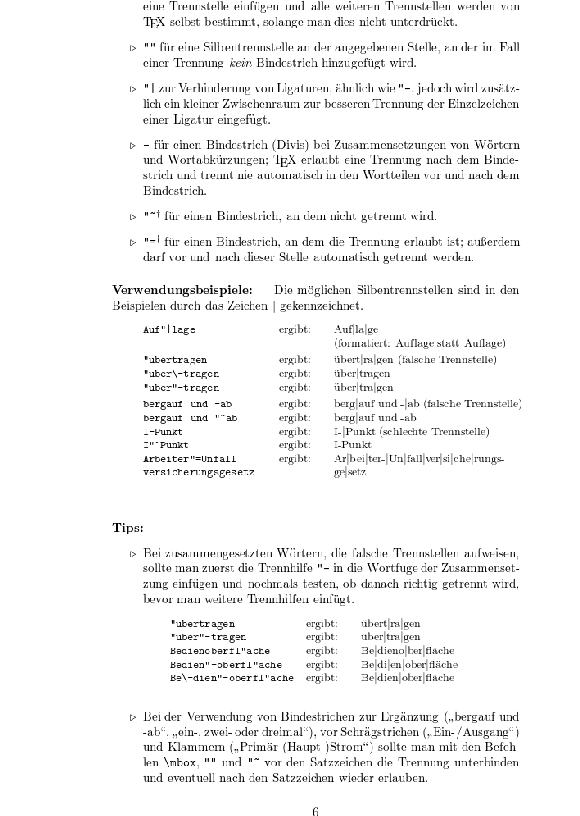 eine Trennstelle einfügen und alle weiteren Trennstellen werden von
TEX selbst bestimmt, solange man dies nicht unterdrückt.
▷ "" für eine Silbentrennstelle an der angegebenen Stelle, an der im Fall
einer Trennung kein Bindestrich hinzugefügt wird.
▷ "| zur Verhinderung von Ligaturen, ähnlich wie "-, jedoch wird zusätz-
lich ein kleiner Zwischenraum zur besseren Trennung der Einzelzeichen
einer Ligatur eingefügt.
▷ - für einen Bindestrich (Divis) bei Zusammensetzungen von Wörtern
und Wortabkürzungen; TEX erlaubt eine Trennung nach dem Binde-
strich und trennt nie automatisch in den Wortteilen vor und nach dem
Bindestrich.
▷ "~† für einen Bindestrich, an dem nicht getrennt wird.
▷ "=† für einen Bindestrich, an dem die Trennung erlaubt ist; außerdem
darf vor und nach dieser Stelle automatisch getrennt werden.
Verwendungsbeispiele: Die möglichen Silbentrennstellen sind in den
Beispielen durch das Zeichen | gekennzeichnet.
Auf"|lage ergibt: Auf|la|ge
(formatiert: Auflage statt Auflage)
"ubertragen ergibt: übert|ra|gen (falsche Trennstelle)
"uber\-tragen ergibt: über|tragen
"uber"-tragen ergibt: über|tra|gen
bergauf und -ab ergibt: berg|auf und -|ab (falsche Trennstelle)
bergauf und "~ab ergibt: berg|auf und -ab
I-Punkt ergibt: I-|Punkt (schlechte Trennstelle)
I"~Punkt ergibt: I-Punkt
Arbeiter"=Unfall ergibt: Ar|bei|ter-|Un|fall|ver|si|che|rungs-
versicherungsgesetz ge|setz
Tips:
▷ Bei zusammengesetzten Wörtern, die falsche Trennstellen aufweisen,
sollte man zuerst die Trennhilfe "- in die Wortfuge der Zusammenset-
zung einfügen und nochmals testen, ob danach richtig getrennt wird,
bevor man weitere Trennhilfen einfügt.
"ubertragen ergibt: übert|ra|gen
"uber"-tragen ergibt: über|tra|gen
Bedienoberfl"ache ergibt: Be|dieno|ber|fläche
Bedien"-oberfl"ache ergibt: Be|di|en|ober|fläche
Be\-dien"-oberfl"ache ergibt: Be|dien|ober|fläche
▷ Bei der Verwendung von Bindestrichen zur Ergänzung („bergauf und
-ab“, „ein-, zwei- oder dreimal“), vor Schrägstrichen („Ein-/Ausgang“)
und Klammern („Primär-(Haupt-)Strom“) sollte man mit den Befeh-
len \mbox, "" und "~ vor den Satzzeichen die Trennung unterbinden
und eventuell nach den Satzzeichen wieder erlauben.
6